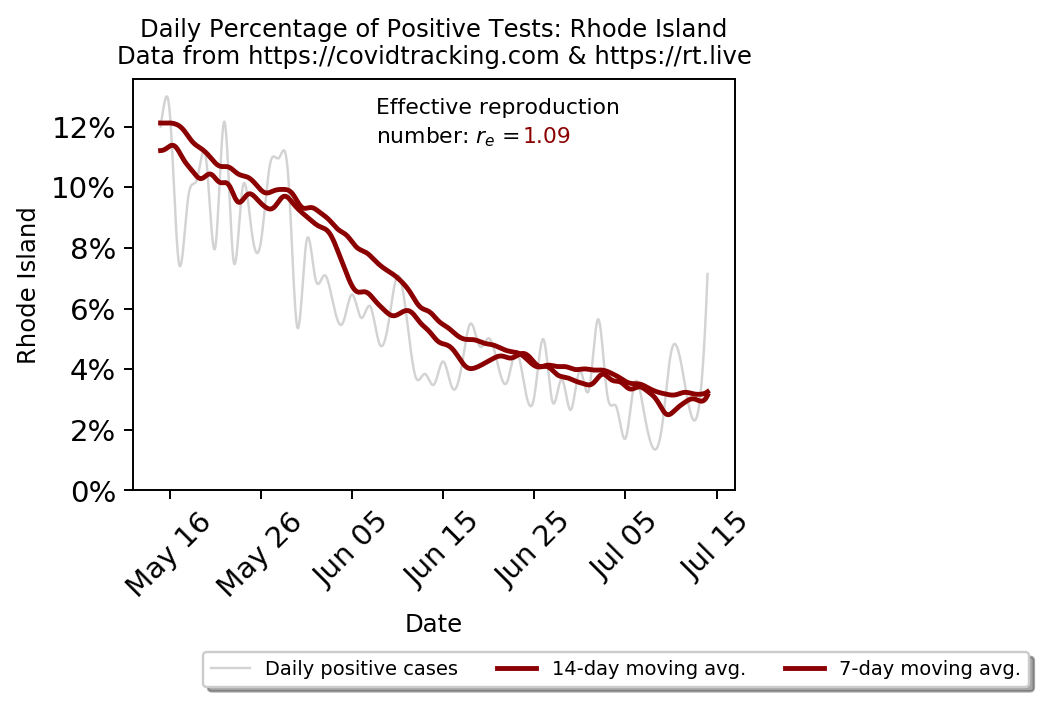 Daily Percentage of Positive Tests: Rhode Island
Data from https://covidtracking.com & https://rt.live
Effective reproduction
number: rₑ =1.09
Rhode Island
12%
10%
8%
6%
4%
2%
0%
May 16
May 26
Jun 05
Jun 15
Jun 25
Jul 05
Jul 15
Date
Daily positive cases
14-day moving avg.
7-day moving avg.